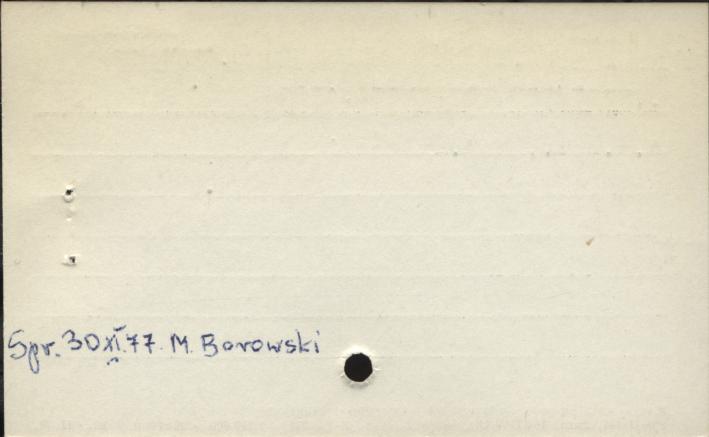 Spr. 30 XI. 77. M. Borowski